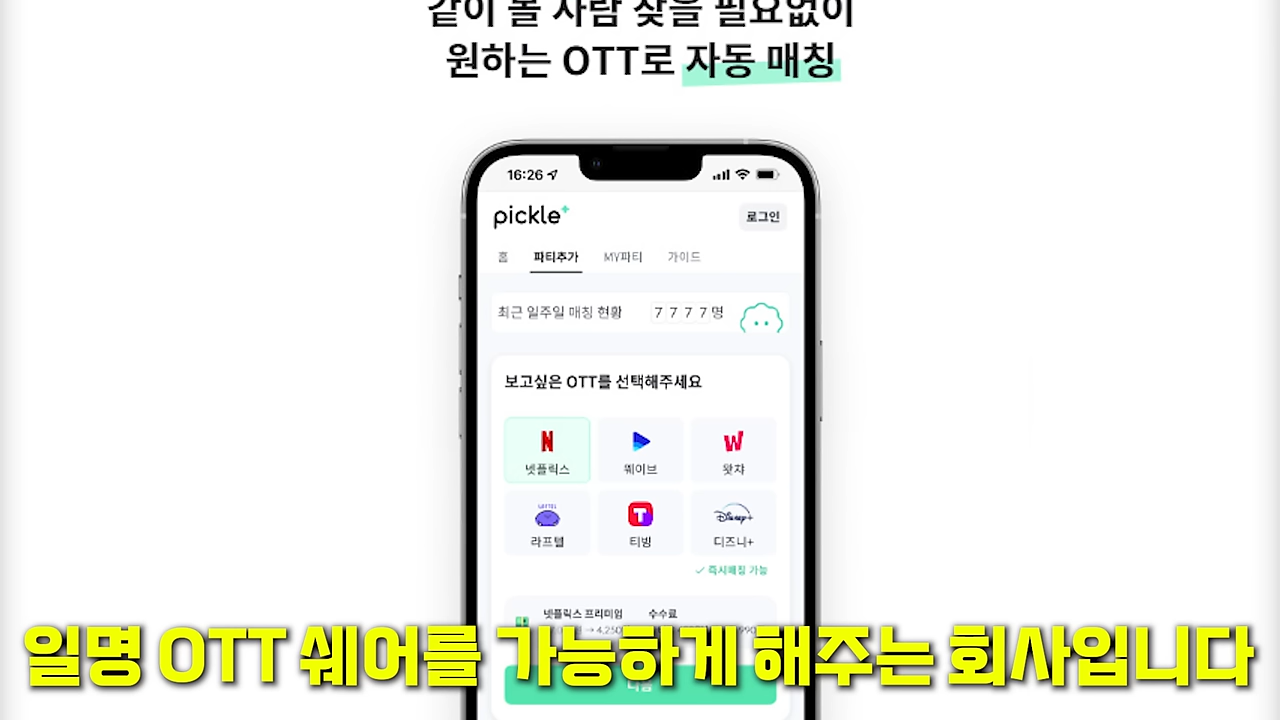 같이 볼 사람 찾을 필요없이
원하는 OTT로 자동 매칭
16:26
pickle+
로그인
홈 파티추가 MY파티 가이드
최근 일주일 매칭 현황 7 7 7 7 명
보고싶은 OTT를 선택해주세요
넷플릭스 웨이브 왓챠
LAFTEL
Disney+
라프텔 티빙 디즈니+
즉시매칭 가능
넷플릭스 프리미엄 수수료
일명 OTT 쉐어를 가능하게 해주는 회사입니다